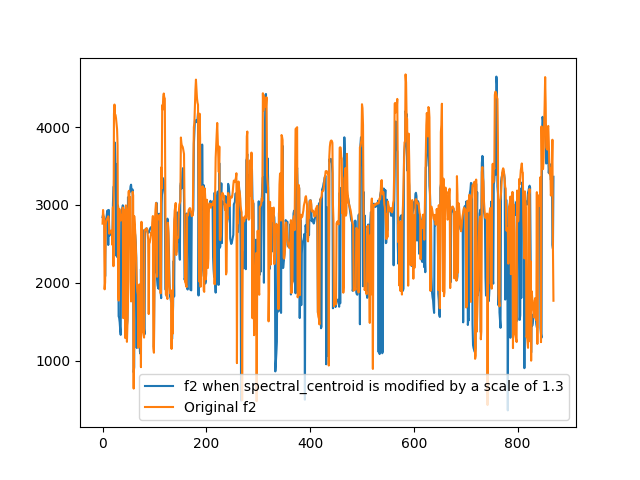 4000
3000
2000
1000
f2 when spectral_centroid is modified by a scale of 1.3
Original f2
0 200 400 600 800